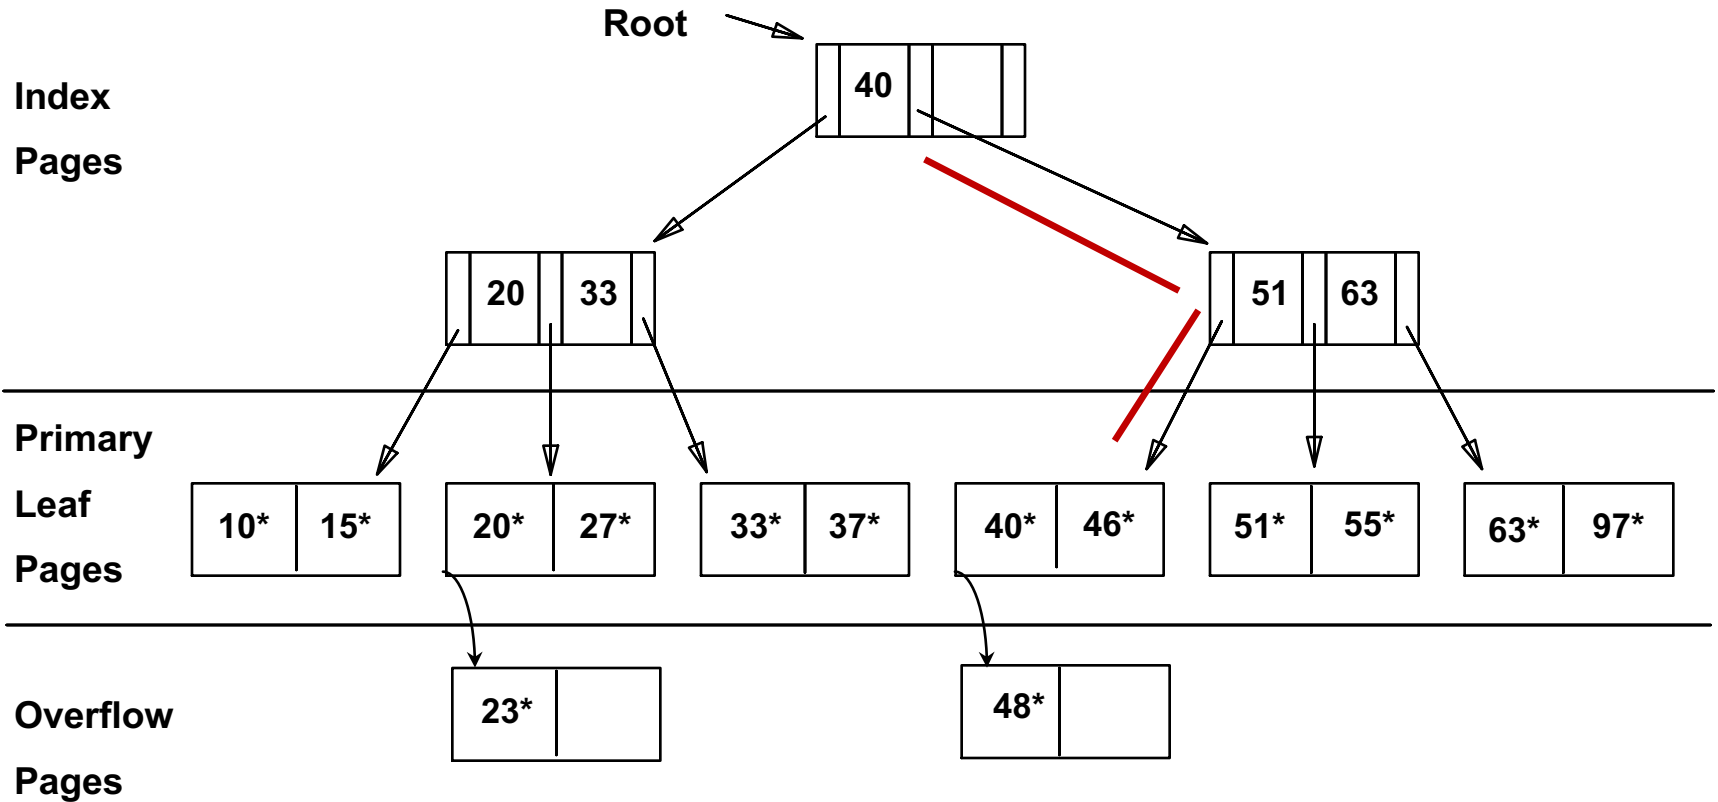 Root
Index
Pages
40
20 33
51 63
Primary
Leaf
Pages
10* 15*
20* 27*
33* 37*
40* 46*
51* 55*
63* 97*
Overflow
Pages
23*
48*